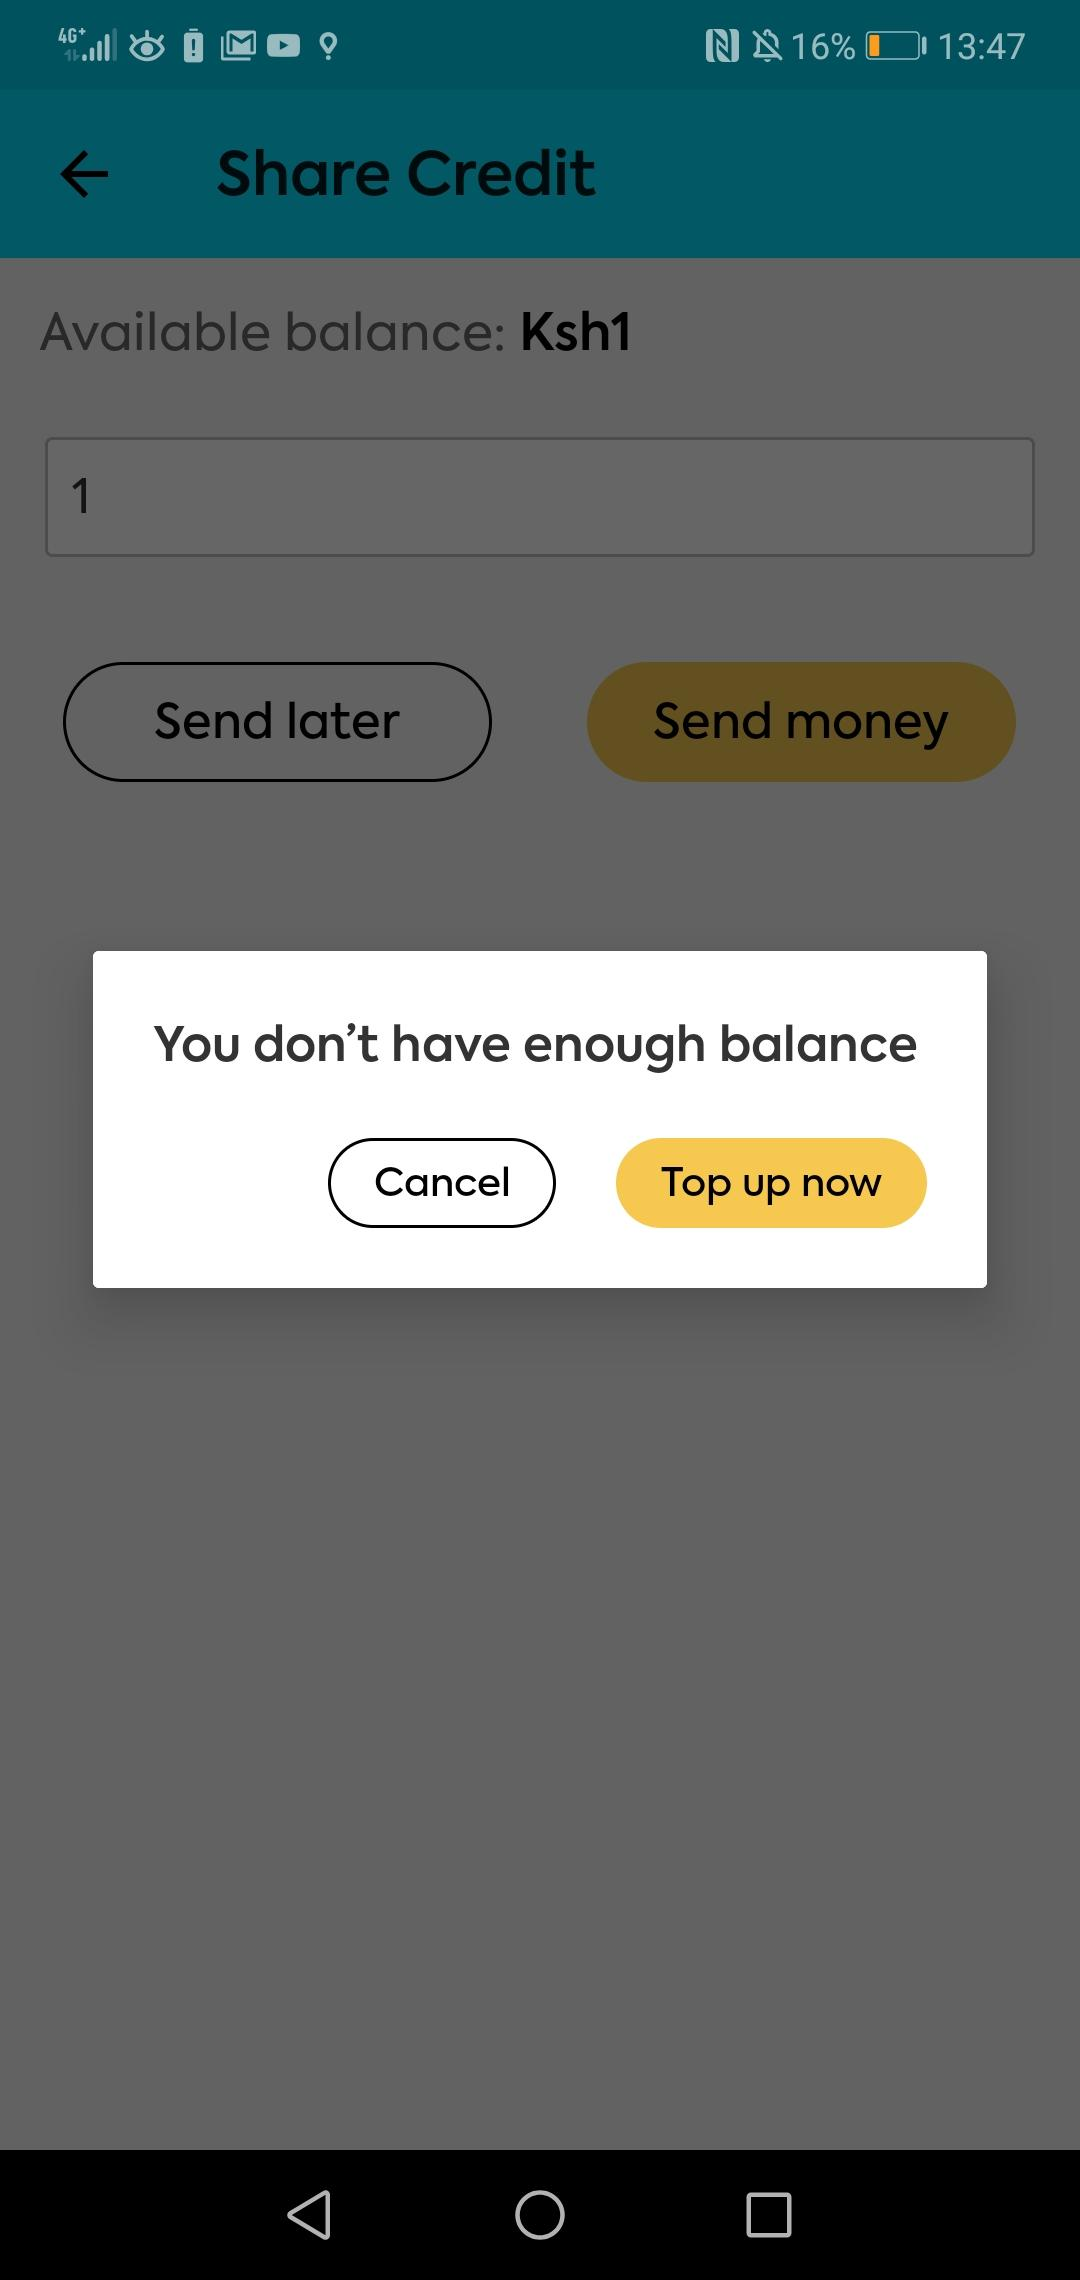 4G+ 16% 13:47
Share Credit
Available balance: Ksh1
1
Send later Send money
You don’t have enough balance
Cancel Top up now